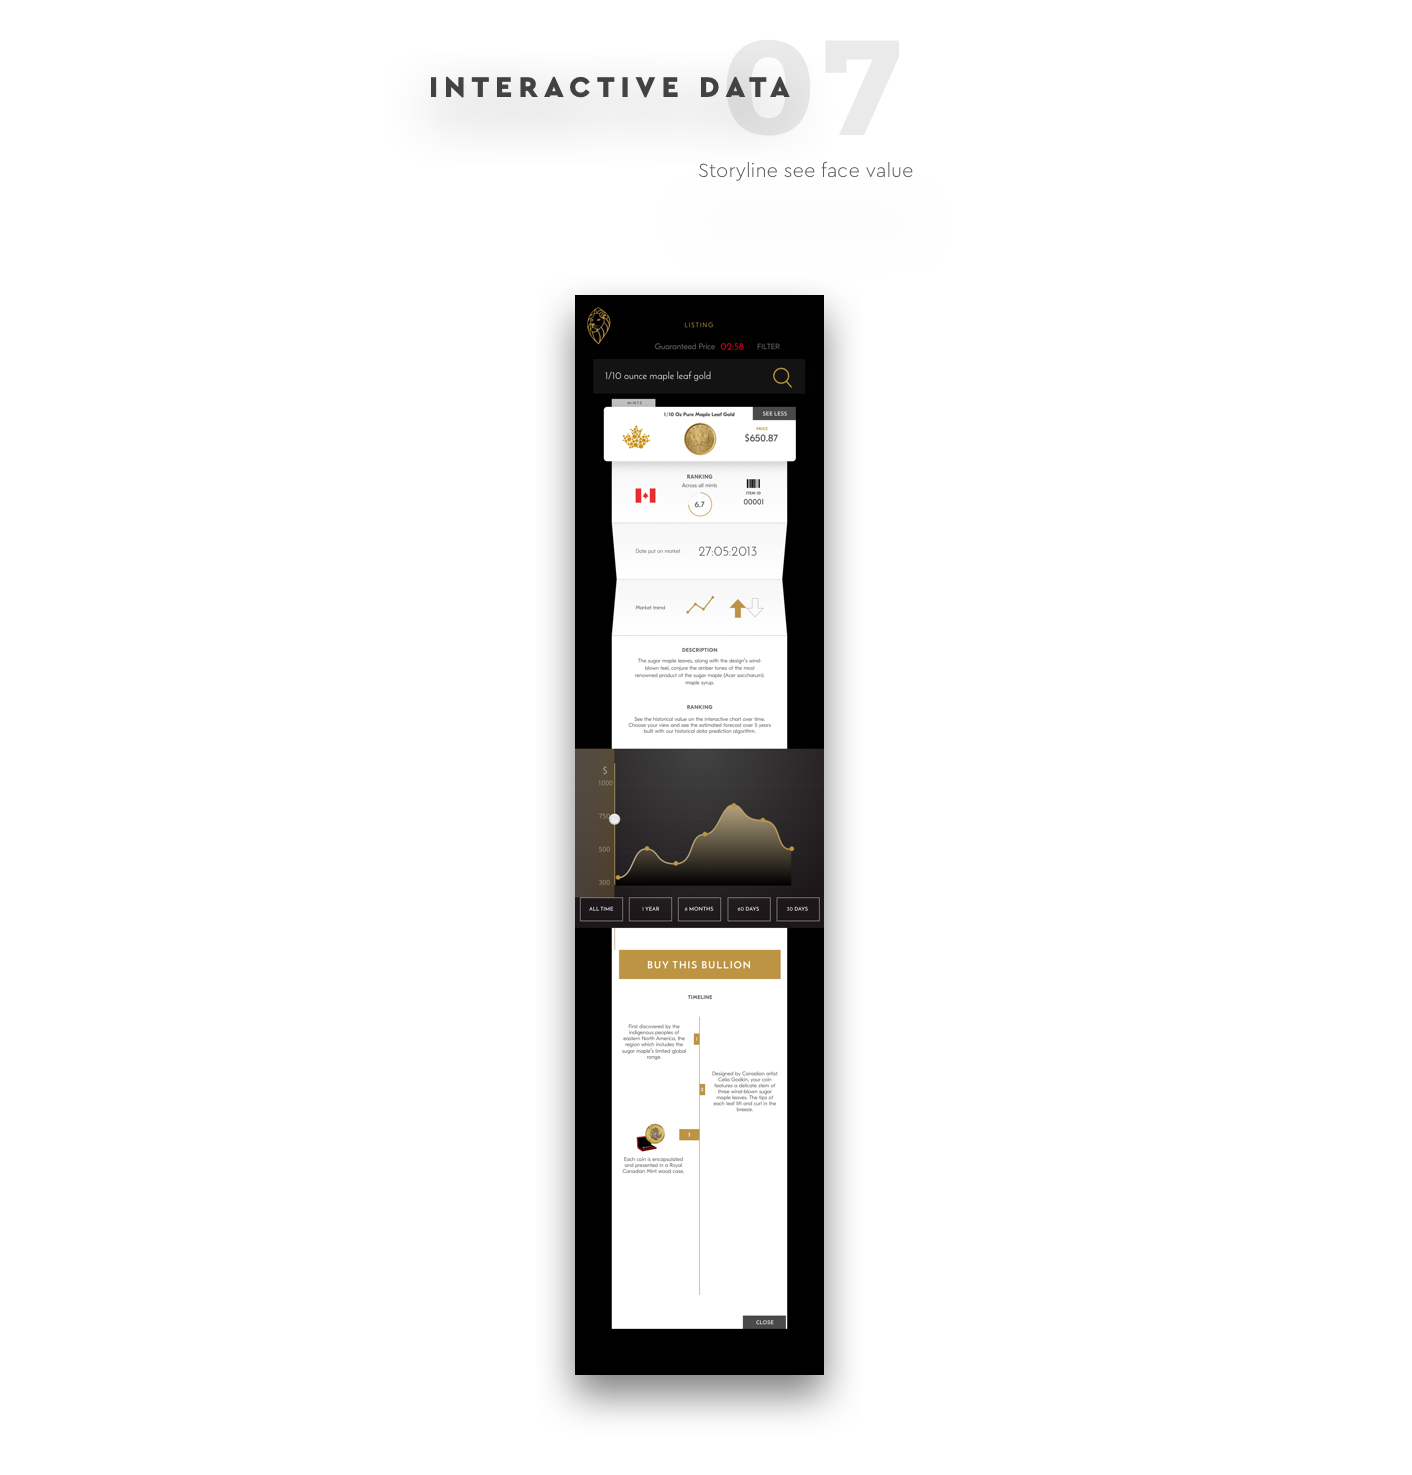 07
INTERACTIVE DATA
Storyline see face value
LISTING
Guaranteed Price 02:58 FILTER
1/10 ounce maple leaf gold
MINTS
1/10 Oz Pure Maple Leaf Gold
SEE LESS
PRICE
$650.87
RANKING
Across all mints
6.7
ITEM ID
00001
Date put on market 27:05:2013
Market trend
DESCRIPTION
The sugar maple leaves, along with the design's wind-
blown feel, conjure the amber tones of the most
renowned product of the sugar-maple (Acer saccharum),
maple syrup.
RANKING
See the historical value on the interactive chart over time.
Choose your view and see the estimated forecast over 5 years
built with our historical data prediction algorithm.
$
1000
750
500
300
ALL TIME
1 YEAR
6 MONTHS
60 DAYS
30 DAYS
BUY THIS BULLION
TIMELINE
First discovered by the
indigenous peoples of
eastern North America, the
region which includes the
sugar maple's limited global
range.
Designed by Canadian artist
Celia Godkin, your coin
features a delicate stem of
three wind-blown sugar
maple leaves. The tips of
each leaf lift and curl in the
breeze.
Each coin is encapsulated
and presented in a Royal
Canadian Mint wood case.
CLOSE